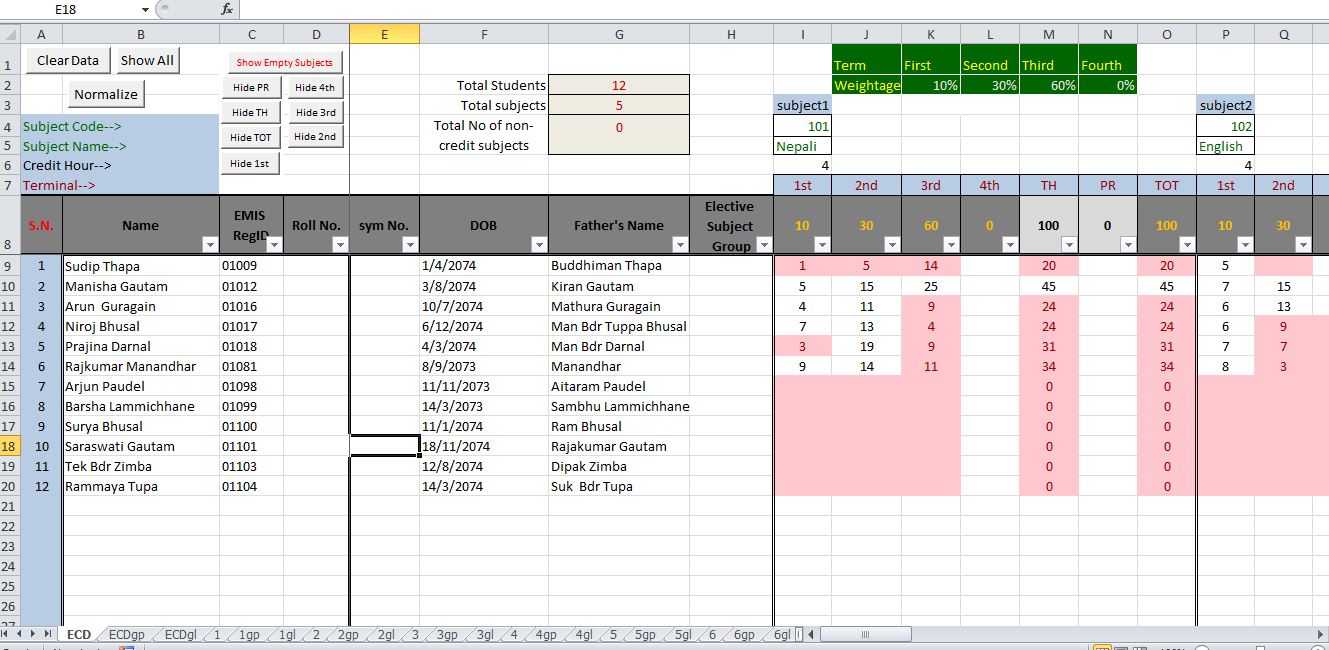 E18 fx
A B C D E F G H I J K L M N O P Q
1 Clear Data Show All Show Empty Subjects Term First Second Third Fourth
2 Normalize Hide PR Hide 4th Total Students 12 Weightage 10% 30% 60% 0%
3 Hide TH Hide 3rd Total subjects 5 subject1 subject2
4 Subject Code--> Hide TOT Hide 2nd Total No of non- 0 101 102
5 Subject Name--> credit subjects Nepali English
6 Credit Hour--> Hide 1st 4 4
7 Terminal--> 1st 2nd 3rd 4th TH PR TOT 1st 2nd
8 S.N. Name EMIS RegID Roll No. sym No. DOB Father's Name Elective Subject Group 10 30 60 0 100 0 100 10 30
9 1 Sudip Thapa 01009 1/4/2074 Buddhiman Thapa 1 5 14 20 20 5
10 2 Manisha Gautam 01012 3/8/2074 Kiran Gautam 5 15 25 45 45 7 15
11 3 Arun Guragain 01016 10/7/2074 Mathura Guragain 4 11 9 24 24 6 13
12 4 Niroj Bhusal 01017 6/12/2074 Man Bdr Tuppa Bhusal 7 13 4 24 24 6 9
13 5 Prajina Darnal 01018 4/3/2074 Man Bdr Darnal 3 19 9 31 31 7 7
14 6 Rajkumar Manandhar 01081 8/9/2073 Manandhar 9 14 11 34 34 8 3
15 7 Arjun Paudel 01098 11/11/2073 Aitaram Paudel 0 0
16 8 Barsha Lammichhane 01099 14/3/2073 Sambhu Lammichhane 0 0
17 9 Surya Bhusal 01100 11/1/2074 Ram Bhusal 0 0
18 10 Saraswati Gautam 01101 18/11/2074 Rajakumar Gautam 0 0
19 11 Tek Bdr Zimba 01103 12/8/2074 Dipak Zimba 0 0
20 12 Rammaya Tupa 01104 14/3/2074 Suk Bdr Tupa 0 0
21
22
23
24
25
26
27
ECD ECDgp ECDgl 1 1gp 1gl 2 2gp 2gl 3 3gp 3gl 4 4gp 4gl 5 5gp 5gl 6 6gp 6gl